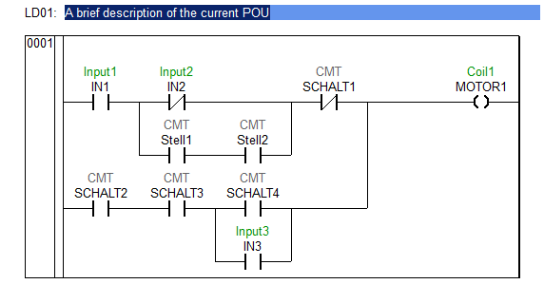 LD01: A brief description of the current POU
0001
Input1 Input2 CMT Coil1
IN1 IN2 SCHALT1 MOTOR1
CMT CMT
Stell1 Stell2
CMT CMT CMT
SCHALT2 SCHALT3 SCHALT4
Input3
IN3